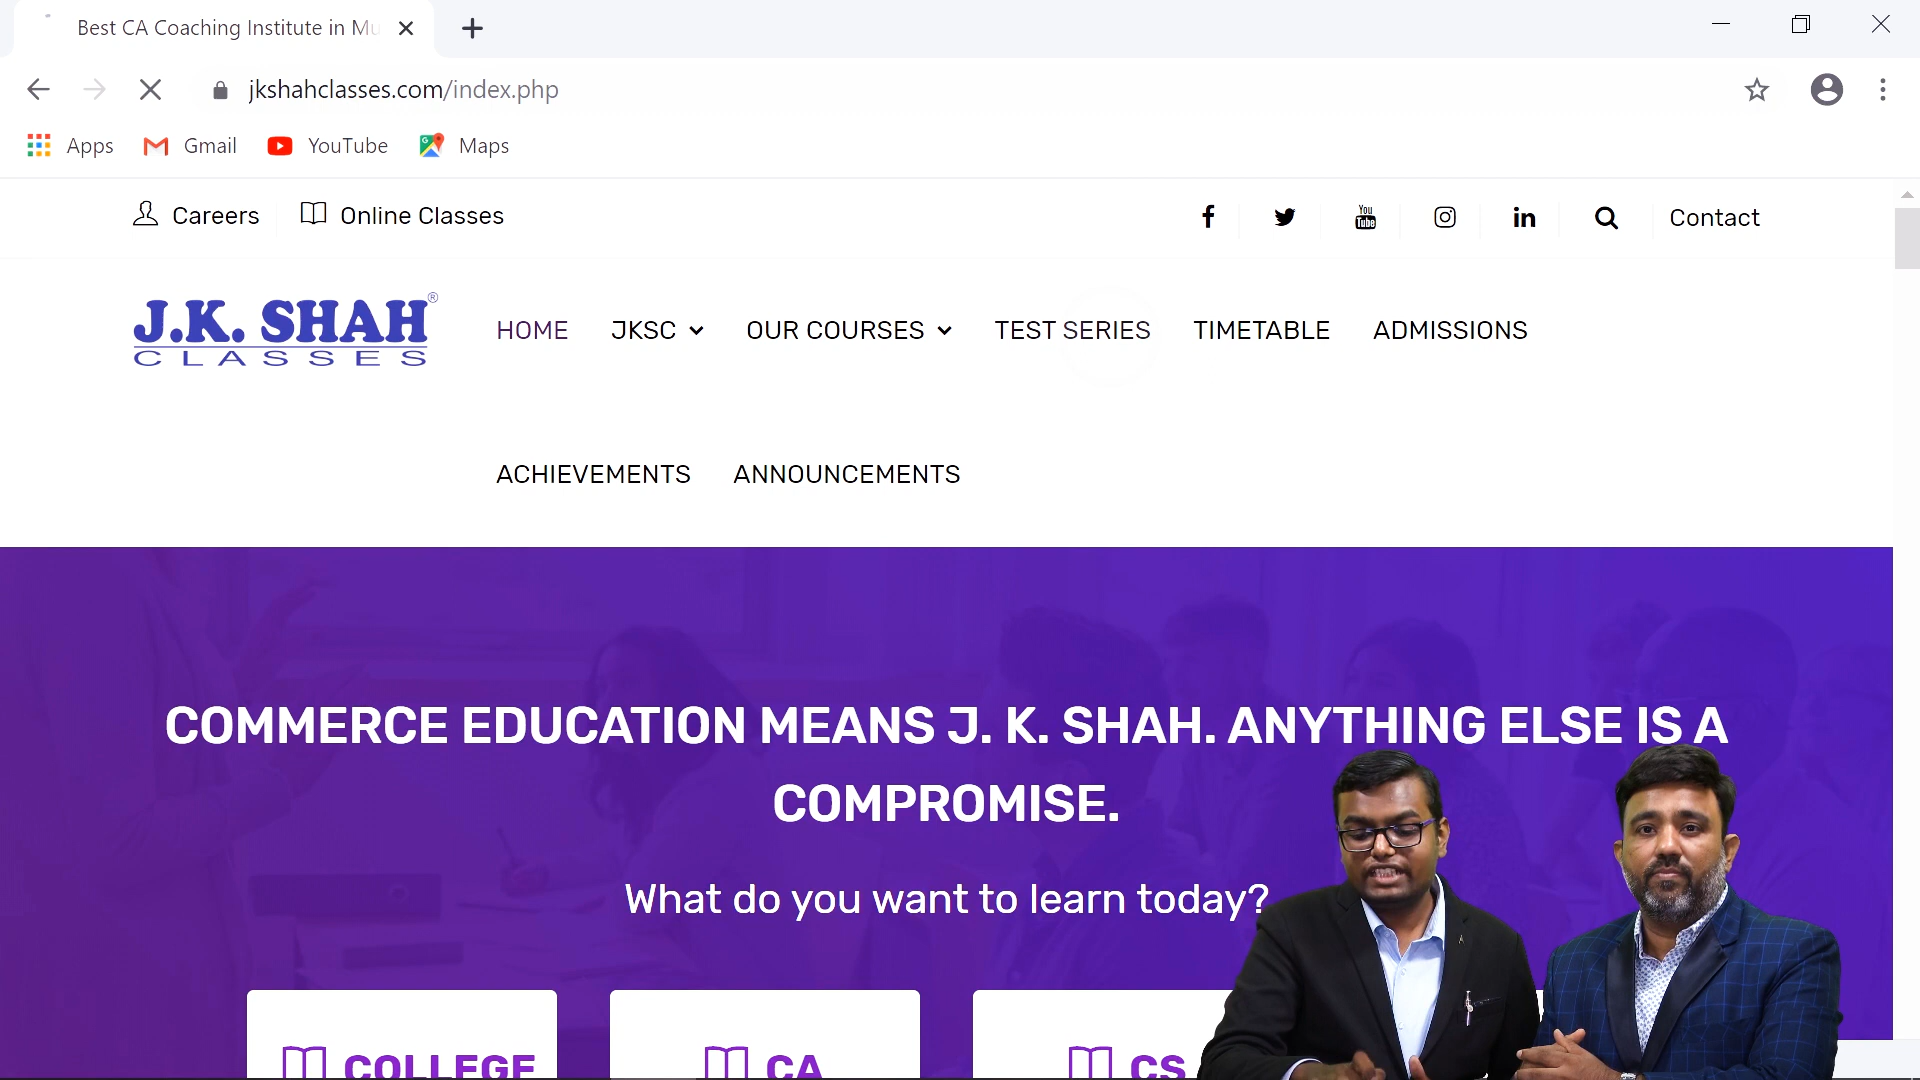 Best CA Coaching Institute in Mu
jkshahclasses.com/index.php
Apps Gmail YouTube Maps
Careers Online Classes Contact
J.K. SHAH®
CLASSES
HOME JKSC OUR COURSES TEST SERIES TIMETABLE ADMISSIONS
ACHIEVEMENTS ANNOUNCEMENTS
COMMERCE EDUCATION MEANS J. K. SHAH. ANYTHING ELSE IS A
COMPROMISE.
What do you want to learn today?
COLLEGE CA CS